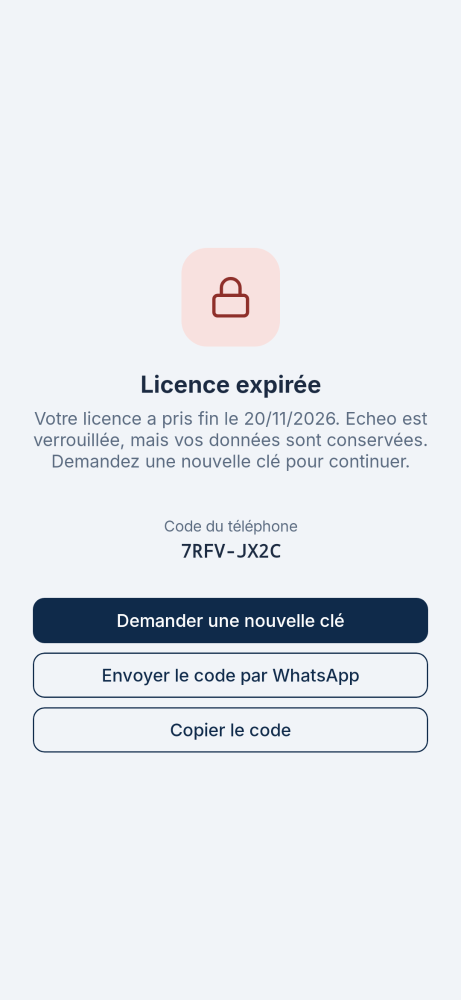 Licence expirée
Votre licence a pris fin le 20/11/2026. Echeo est
verrouillée, mais vos données sont conservées.
Demandez une nouvelle clé pour continuer.
Code du téléphone
7RFV-JX2C
Demander une nouvelle clé
Envoyer le code par WhatsApp
Copier le code